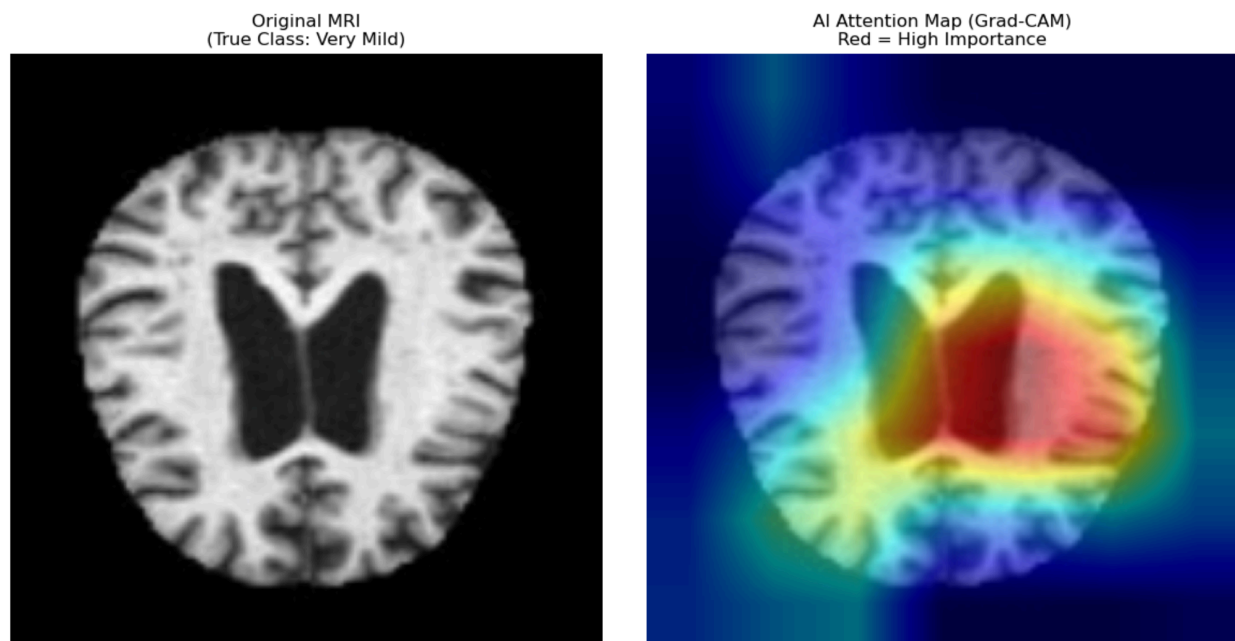 Original MRI
(True Class: Very Mild)
AI Attention Map (Grad-CAM)
Red = High Importance